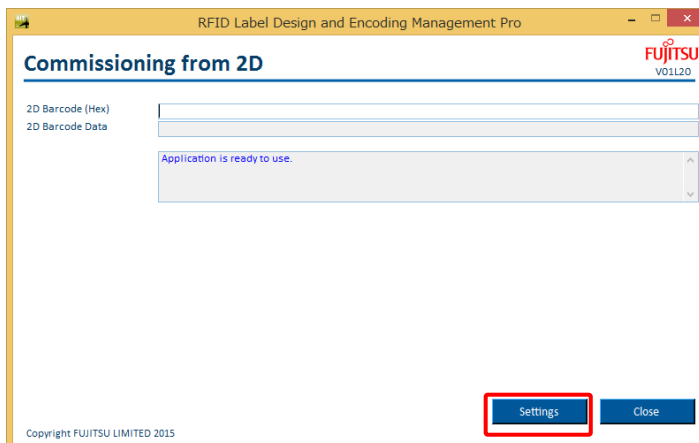 RFID Label Design and Encoding Management Pro
Commissioning from 2D
FUJITSU
V01L20
2D Barcode (Hex)
2D Barcode Data
Application is ready to use.
Settings
Close
Copyright FUJITSU LIMITED 2015